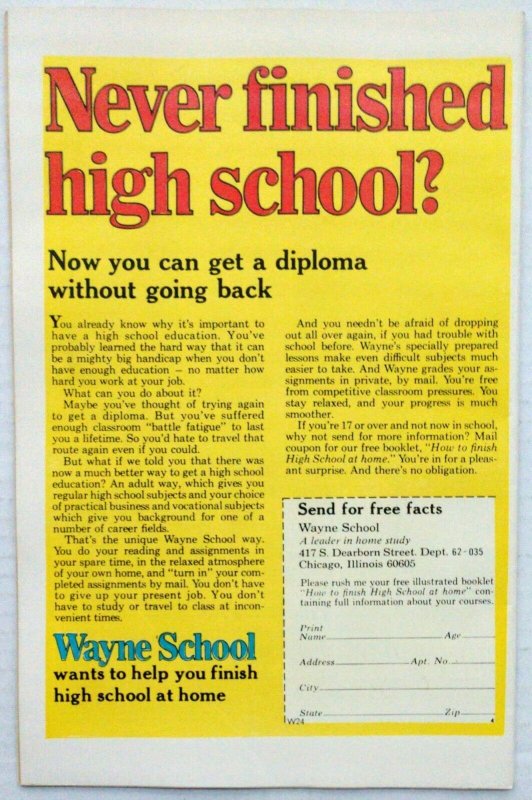 Never finished
high school?
Now you can get a diploma
without going back
You already know why it's important to
have a high school education. You've
probably learned the hard way that it can
be a mighty big handicap when you don't
have enough education – no matter how
hard you work at your job.
What can you do about it?
Maybe you've thought of trying again
to get a diploma. But you've suffered
enough classroom "battle fatigue" to last
you a lifetime. So you'd hate to travel that
route again even if you could.
But what if we told you that there was
now a much better way to get a high school
education? An adult way, which gives you
regular high school subjects and your choice
of practical business and vocational subjects
which give you background for one of a
number of career fields.
That's the unique Wayne School way.
You do your reading and assignments in
your spare time, in the relaxed atmosphere
of your own home, and "turn in" your com-
pleted assignments by mail. You don't have
to give up your present job. You don't
have to study or travel to class at incon-
venient times.
Wayne School
wants to help you finish
high school at home
And you needn't be afraid of dropping
out all over again, if you had trouble with
school before. Wayne's specially prepared
lessons make even difficult subjects much
easier to take. And Wayne grades your as-
signments in private, by mail. You're free
from competitive classroom pressures. You
stay relaxed, and your progress is much
smoother.
If you're 17 or over and not now in school,
why not send for more information? Mail
coupon for our free booklet, "How to finish
High School at home." You're in for a pleas-
ant surprise. And there's no obligation.
Send for free facts
Wayne School
A leader in home study
417 S. Dearborn Street. Dept. 62-035
Chicago, Illinois 60605
Please rush me your free illustrated booklet
"How to finish High School at home" con-
taining full information about your courses.
Print
Name Age
Address Apt. No.
City
State Zip
W24 4